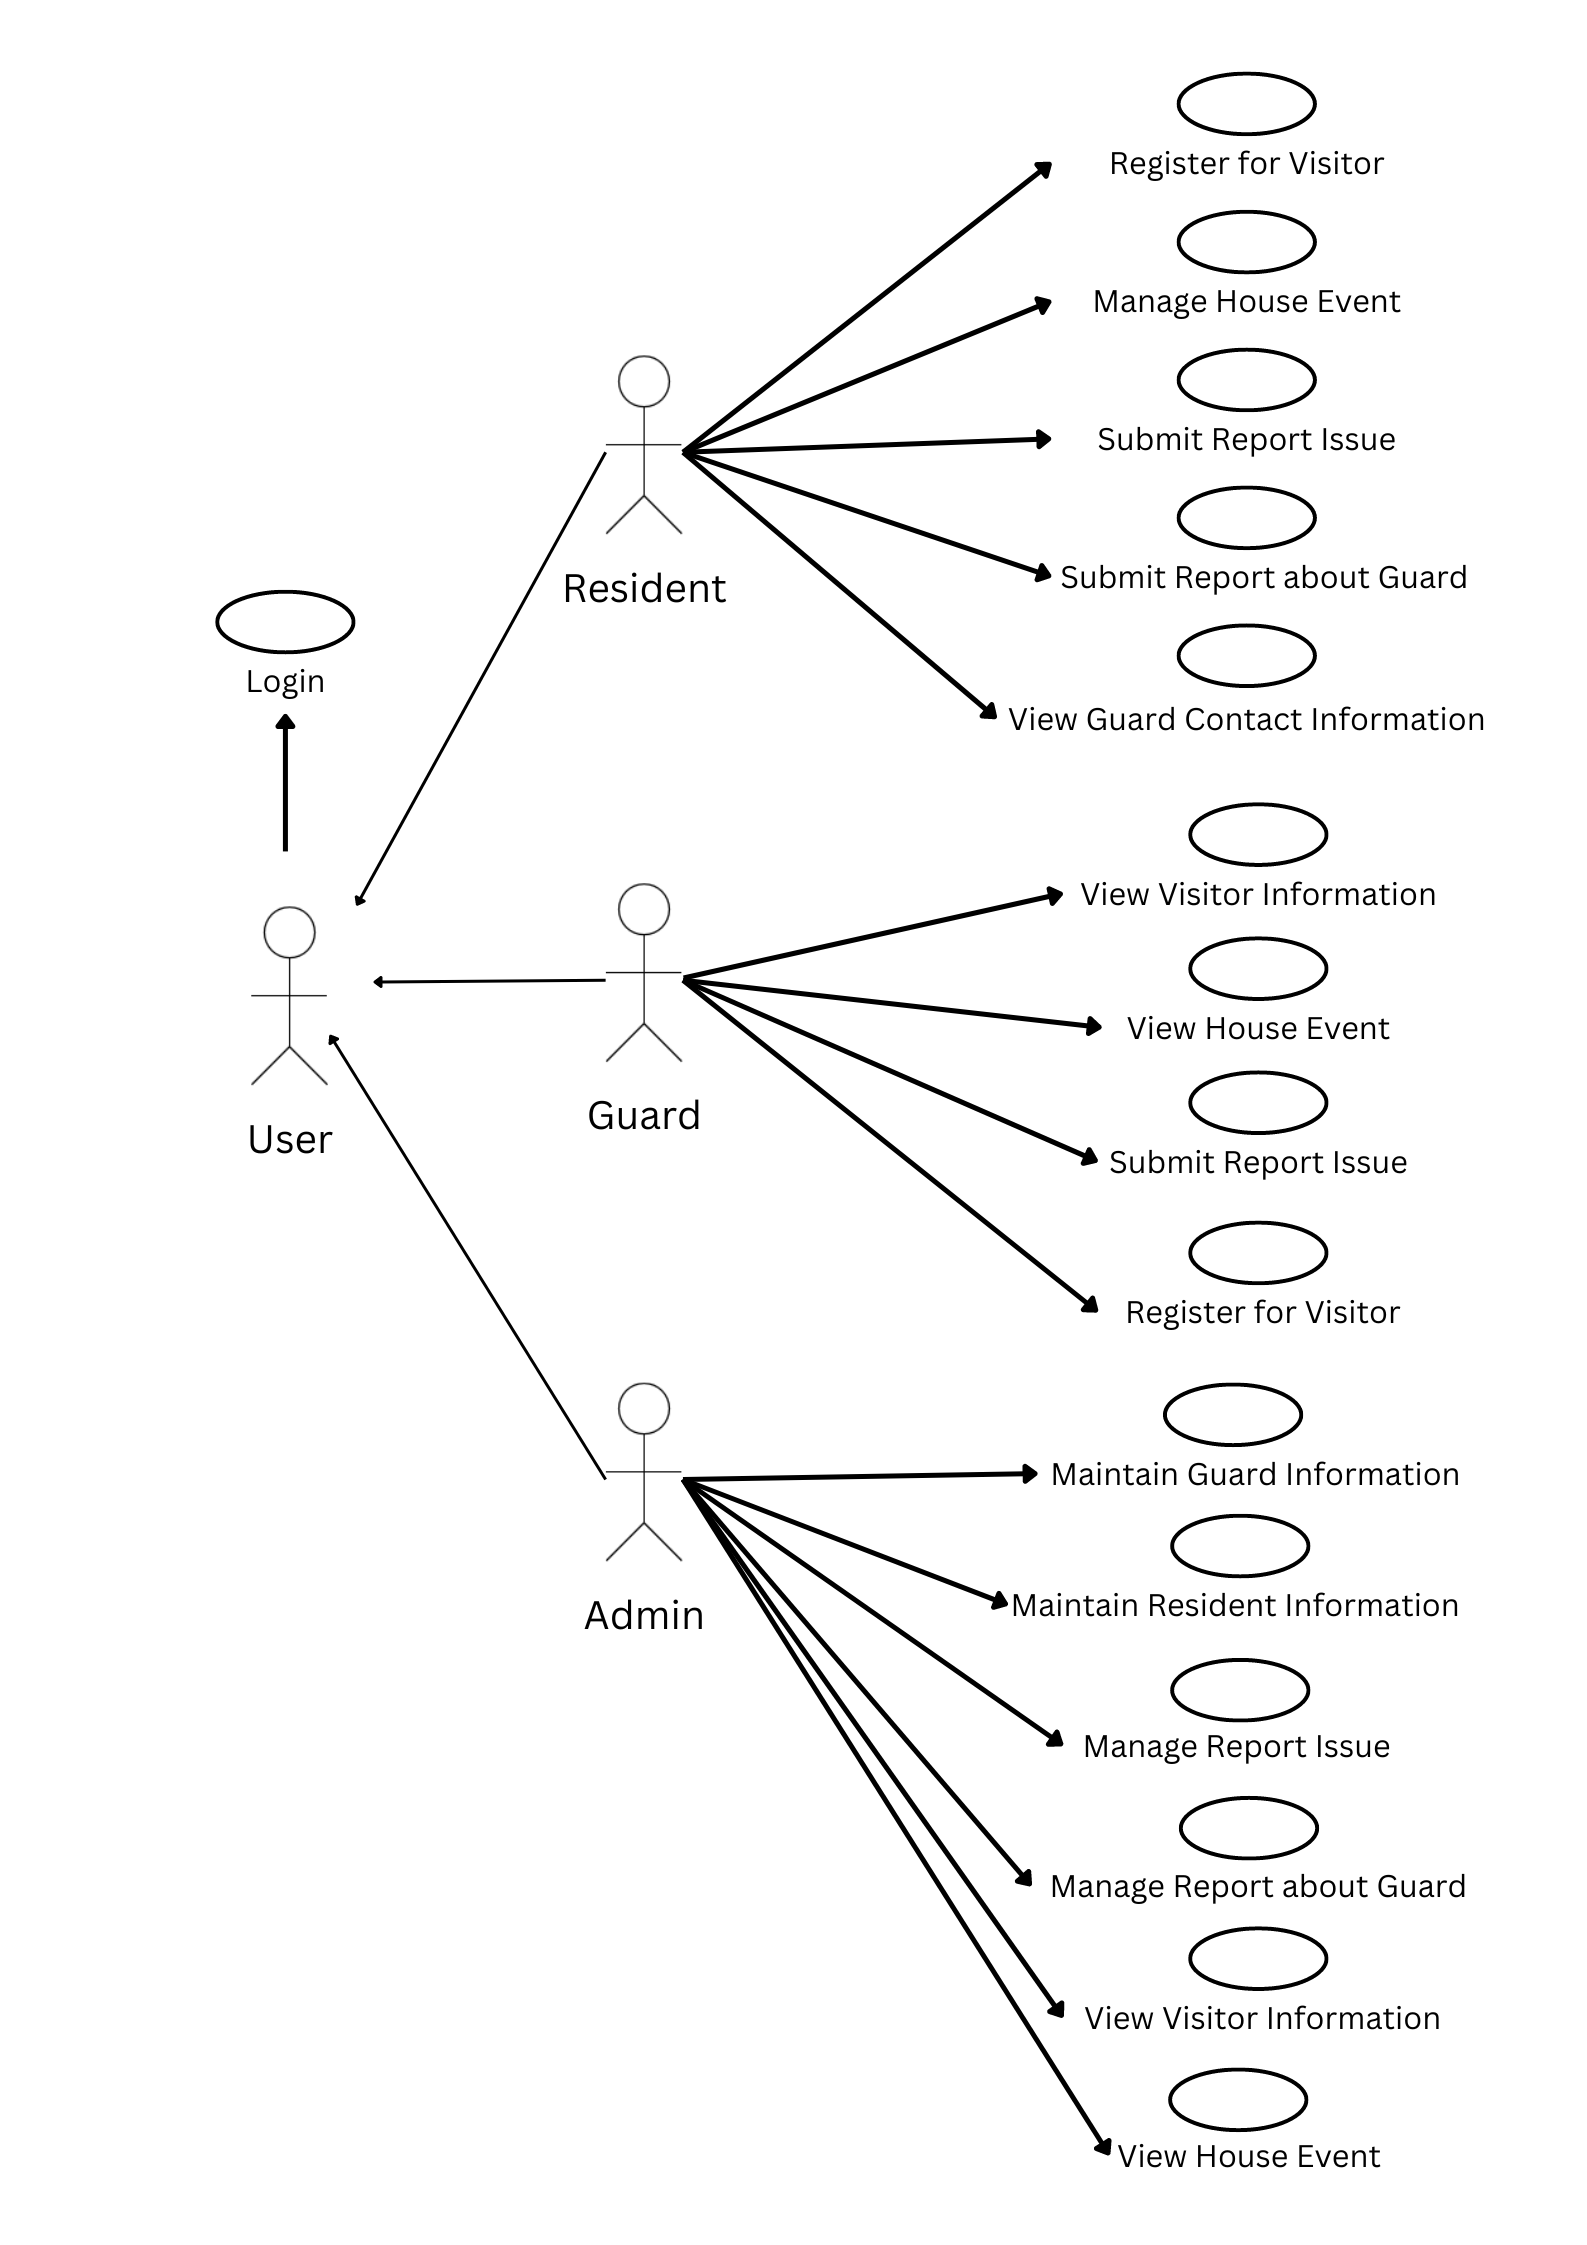 Register for Visitor
Manage House Event
Submit Report Issue
Submit Report about Guard
View Guard Contact Information
Resident
Login
View Visitor Information
View House Event
Submit Report Issue
Register for Visitor
Guard
User
Maintain Guard Information
Maintain Resident Information
Manage Report Issue
Manage Report about Guard
View Visitor Information
View House Event
Admin